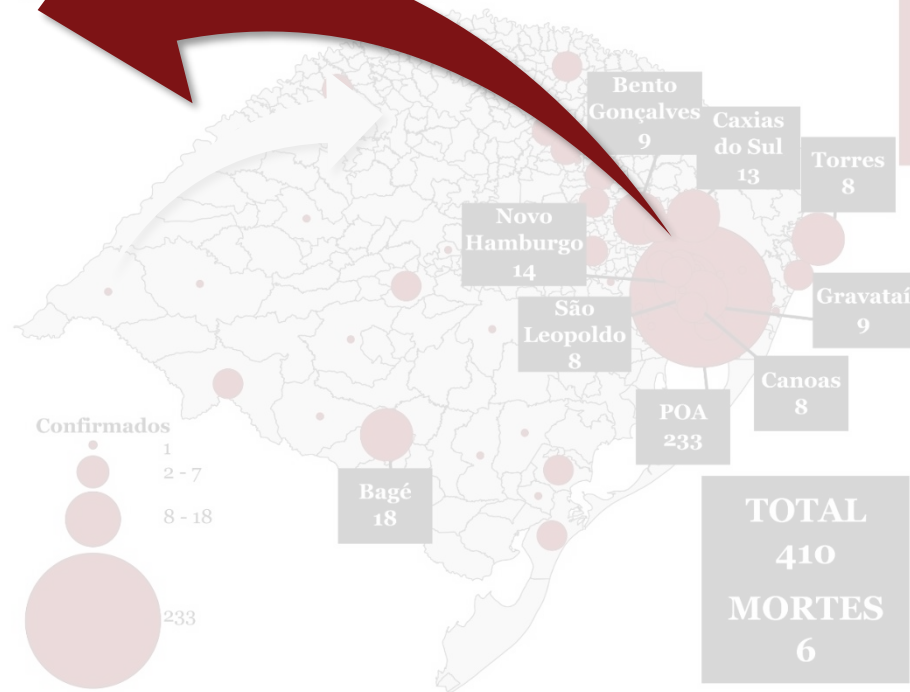 Bento
Gonçalves
9
Caxias
do Sul
13
Torres
8
Novo
Hamburgo
14
São
Leopoldo
8
Gravataí
9
Canoas
8
POA
233
Bagé
18
Confirmados
1
2 - 7
8 - 18
233
TOTAL
410
MORTES
6